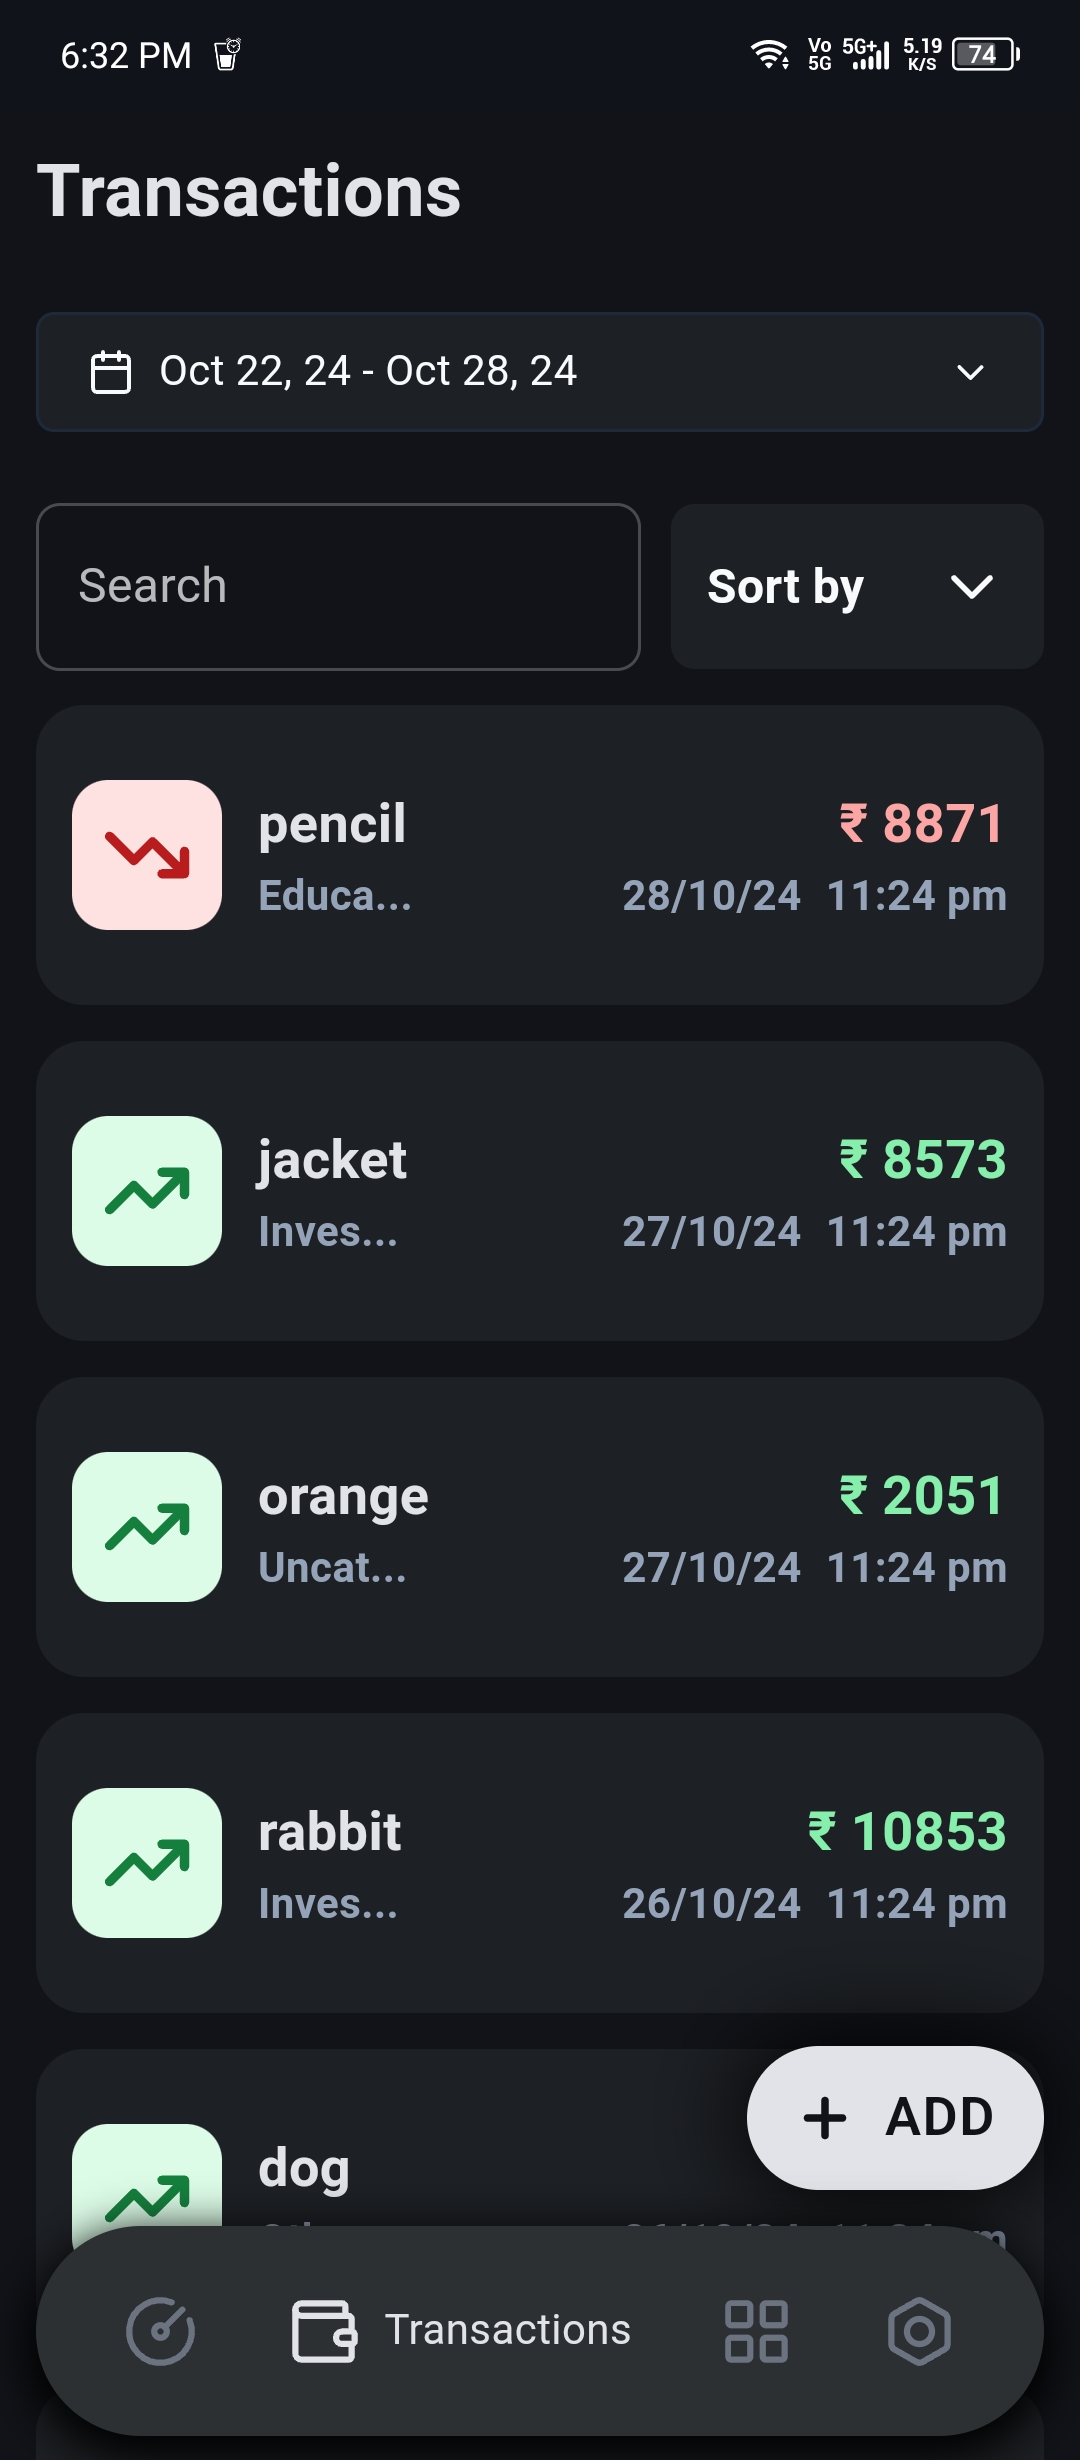 6:32 PM
Vo 5G 5G+ 5.19 K/S 74
Transactions
Oct 22, 24 - Oct 28, 24
Search
Sort by
pencil ₹ 8871
Educa... 28/10/24 11:24 pm
jacket ₹ 8573
Inves... 27/10/24 11:24 pm
orange ₹ 2051
Uncat... 27/10/24 11:24 pm
rabbit ₹ 10853
Inves... 26/10/24 11:24 pm
+ ADD
dog
Transactions